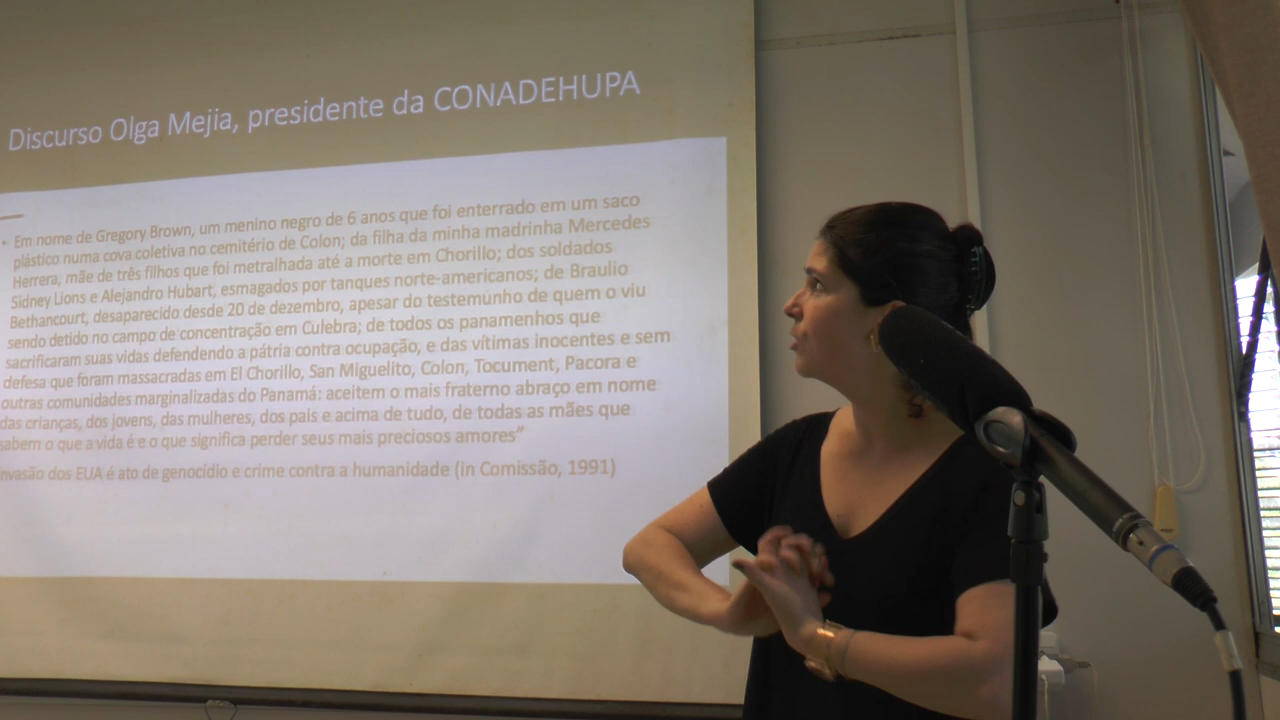 Discurso Olga Mejia, presidente da CONADEHUPA
• Em nome de Gregory Brown, um menino negro de 6 anos que foi enterrado em um saco
plástico numa cova coletiva no cemitério de Colon; da filha da minha madrinha Mercedes
Herrera, mãe de três filhos que foi metralhada até a morte em Chorillo; dos soldados
Sidney Lions e Alejandro Hubart, esmagados por tanques norte-americanos; de Braulio
Bethancourt, desaparecido desde 20 de dezembro, apesar do testemunho de quem o viu
sendo detido no campo de concentração em Culebra; de todos os panamenhos que
sacrificaram suas vidas defendendo a pátria contra ocupação, e das vítimas inocentes e sem
defesa que foram massacradas em El Chorillo, San Miguelito, Colon, Tocument, Pacora e
outras comunidades marginalizadas do Panamá: aceitem o mais fraterno abraço em nome
das crianças, dos jovens, das mulheres, dos pais e acima de tudo, de todas as mães que
sabem o que a vida é e o que significa perder seus mais preciosos amores"
nvasão dos EUA é ato de genocídio e crime contra a humanidade (in Comissão, 1991)